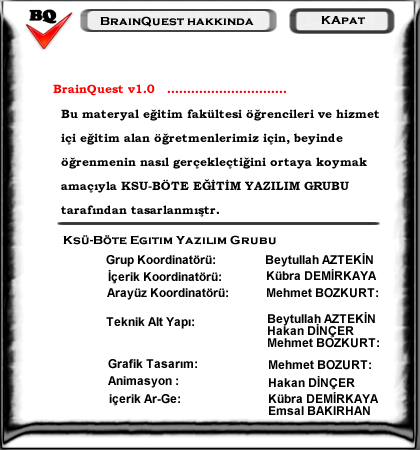 BQ BrainQuest hakkında KApat
BrainQuest v1.0 ..............................
Bu materyal eğitim fakültesi öğrencileri ve hizmet
içi eğitim alan öğretmenlerimiz için, beyinde
öğrenmenin nasıl gerçekleçtiğini ortaya koymak
amaçıyla KSU-BÖTE EĞİTİM YAZILIM GRUBU
tarafından tasarlanmıştr.
Ksü-Böte Egitim Yazılım Grubu
Grup Koordinatörü: Beytullah AZTEKİN
İçerik Koordinatörü: Kübra DEMİRKAYA
Arayüz Koordinatörü: Mehmet BOZKURT:
Teknik Alt Yapı: Beytullah AZTEKİN
Hakan DİNÇER
Mehmet BOZKURT:
Grafik Tasarım: Mehmet BOZURT:
Animasyon : Hakan DİNÇER
içerik Ar-Ge: Kübra DEMİRKAYA
Emsal BAKIRHAN